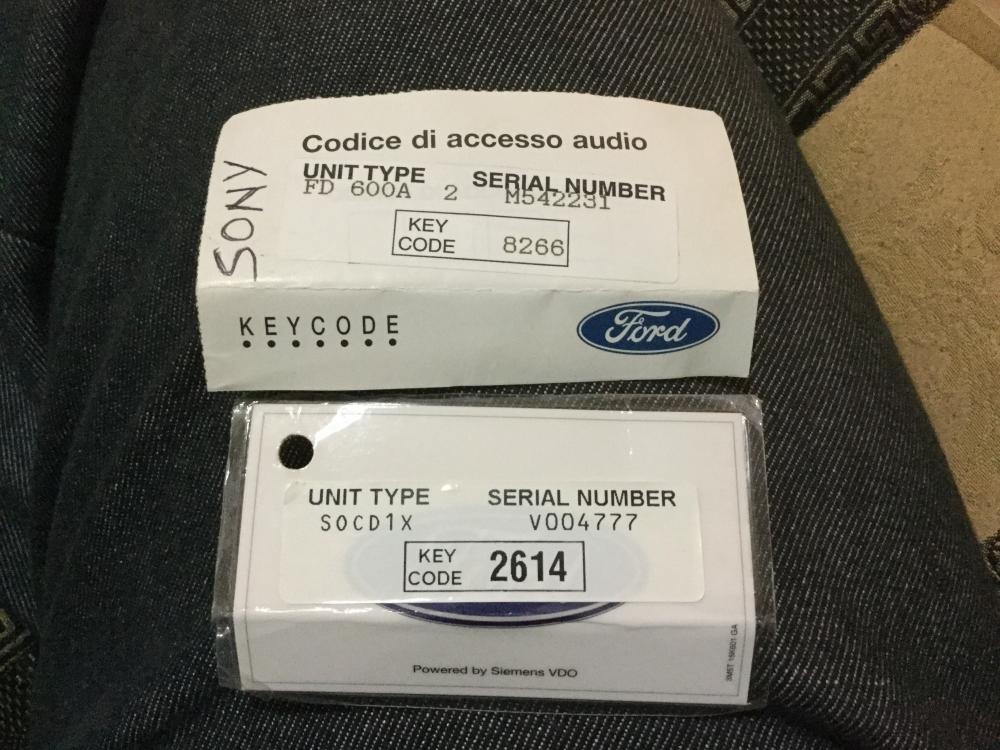 Codice di accesso audio
UNIT TYPE SERIAL NUMBER
FD 600A 2 M542231
KEY
CODE 8266
SONY
KEYCODE
Ford
UNIT TYPE SERIAL NUMBER
SOCD1X V004777
KEY
CODE 2614
Powered by Siemens VDO